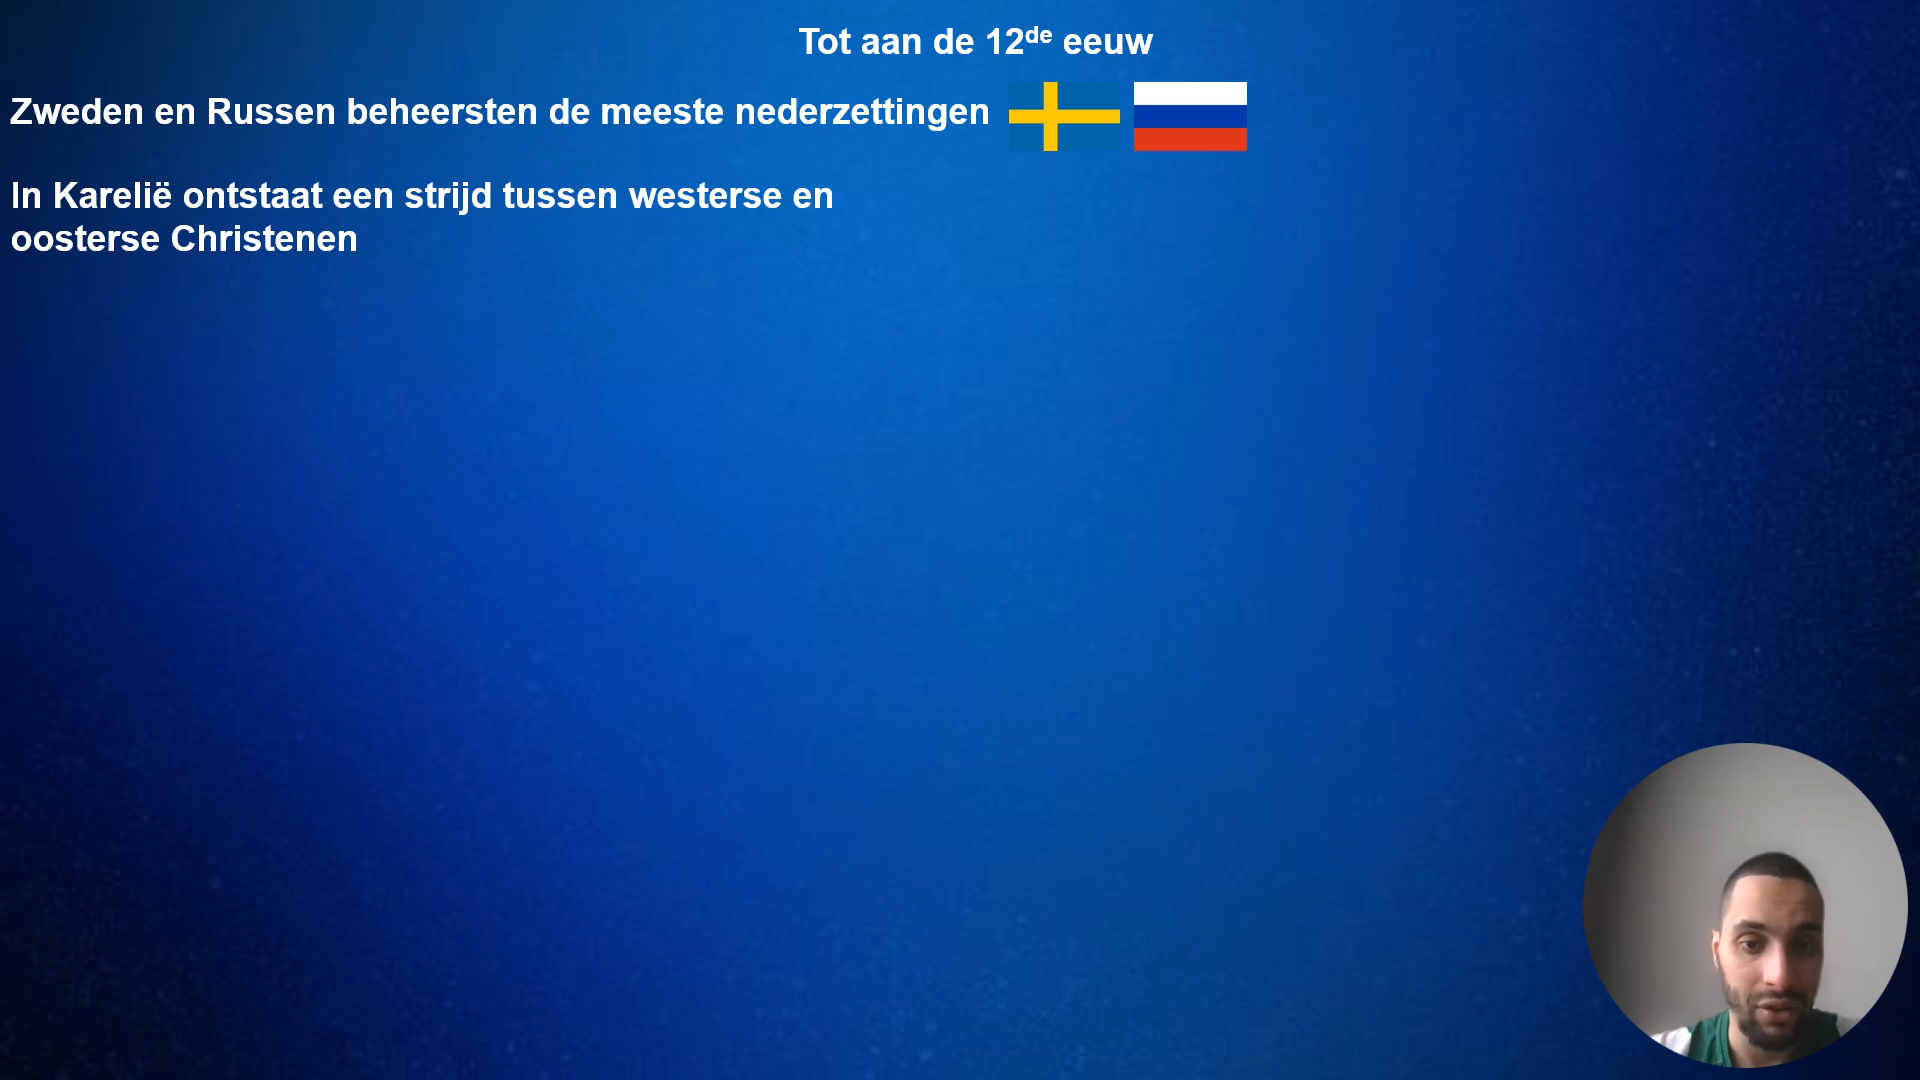 Tot aan de 12de eeuw
Zweden en Russen beheersten de meeste nederzettingen
In Karelië ontstaat een strijd tussen westerse en
oosterse Christenen